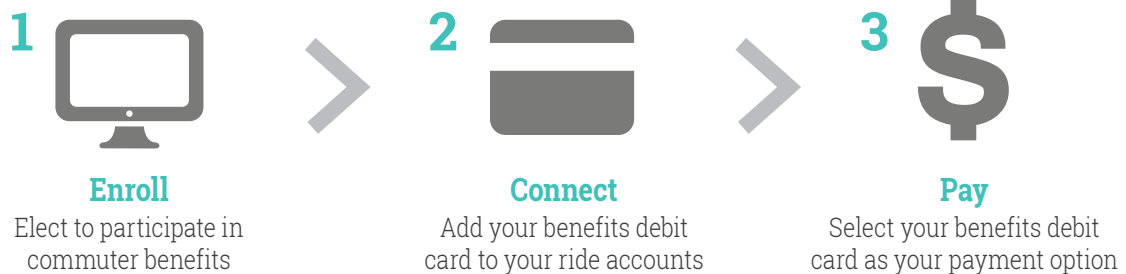 1
Enroll
Elect to participate in
commuter benefits
2
Connect
Add your benefits debit
card to your ride accounts
3
$
Pay
Select your benefits debit
card as your payment option